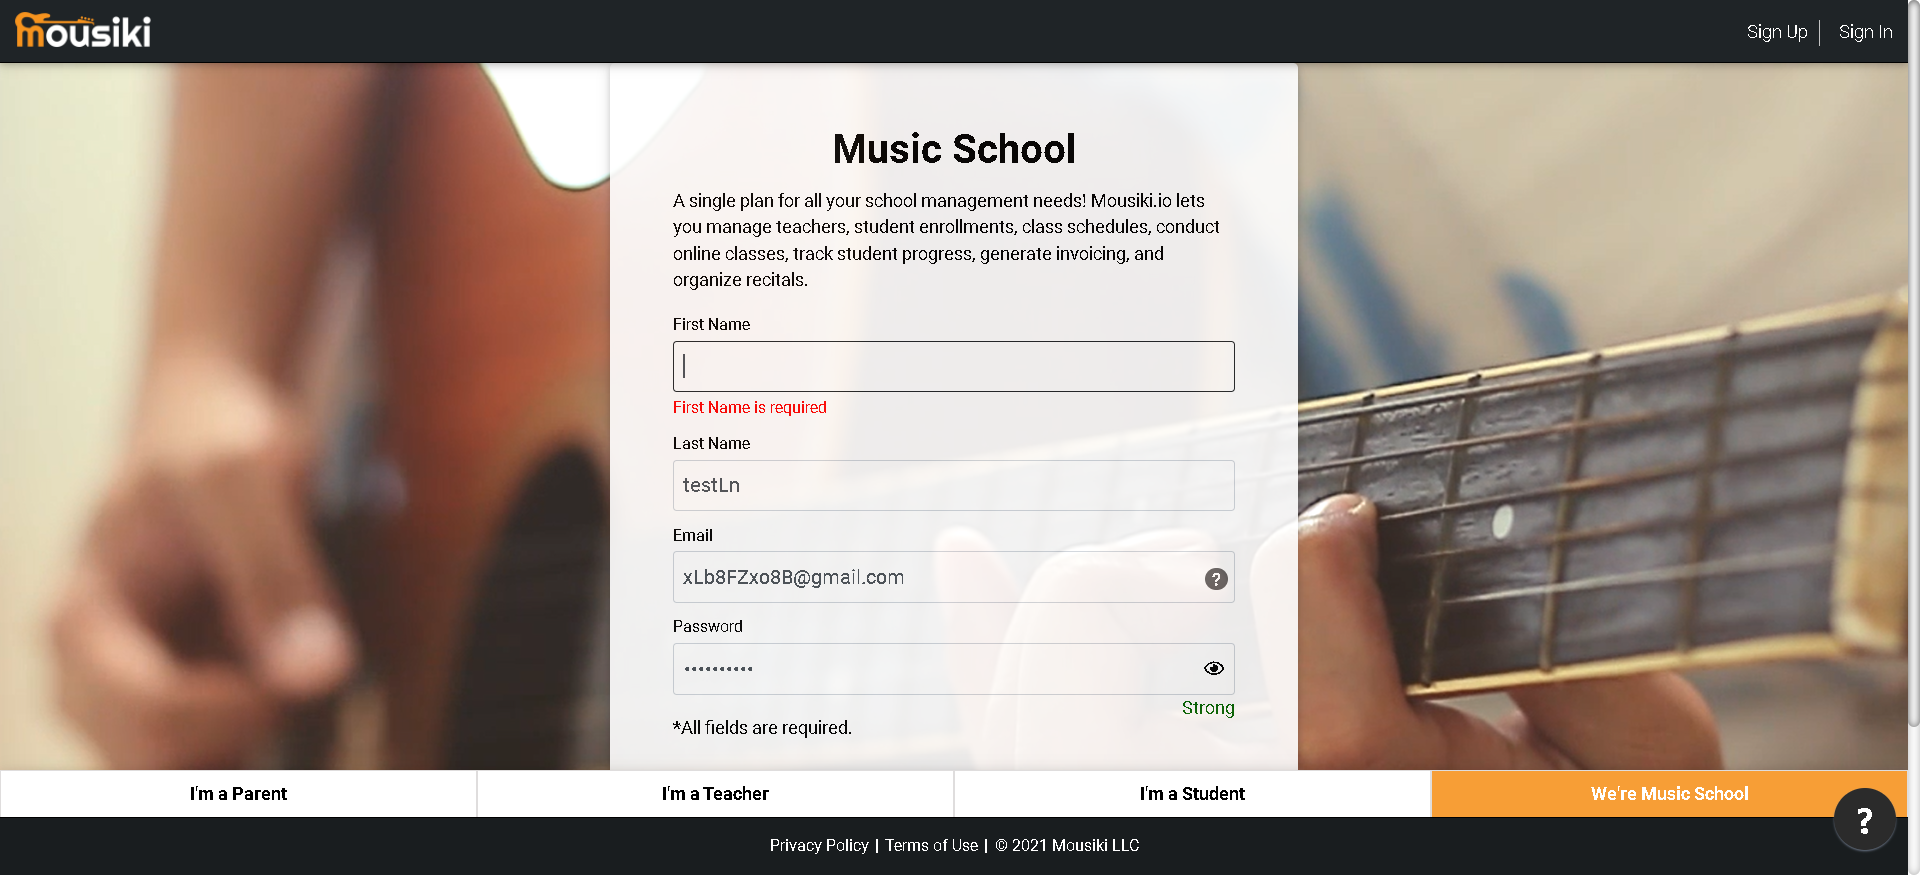 mousiki
Sign Up
Sign In
Music School
A single plan for all your school management needs! Mousiki.io lets
you manage teachers, student enrollments, class schedules, conduct
online classes, track student progress, generate invoicing, and
organize recitals.
First Name
First Name is required
Last Name
testLn
Email
xLb8FZxo8B@gmail.com
?
Password
••••••••••
Strong
*All fields are required.
I'm a Parent
I'm a Teacher
I'm a Student
We're Music School
?
Privacy Policy | Terms of Use | © 2021 Mousiki LLC